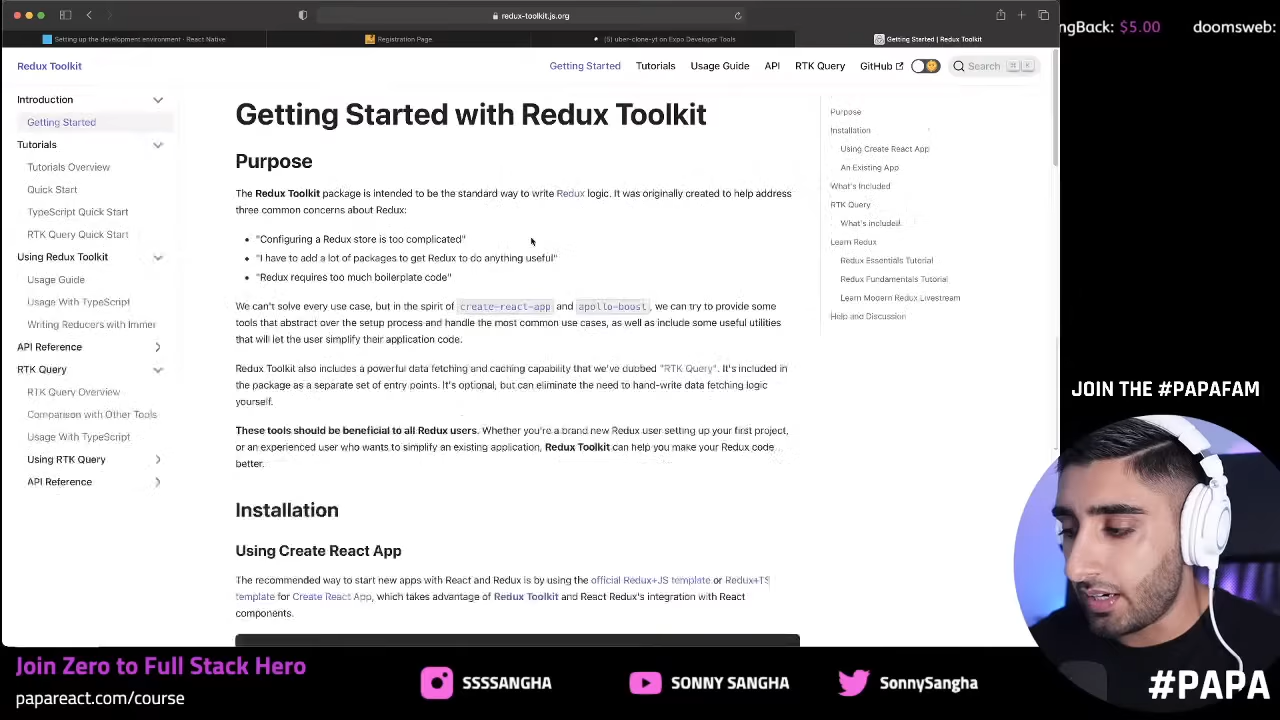 redux-toolkit.js.org
ngBack: $5.00 doomsweb:
Setting up the development environment · React Native
Registration Page
(5) uber-clone-yt on Expo Developer Tools
Getting Started | Redux Toolkit
Redux Toolkit
Getting Started Tutorials Usage Guide API RTK Query GitHub Search
Introduction
Getting Started
Tutorials
Tutorials Overview
Quick Start
TypeScript Quick Start
RTK Query Quick Start
Using Redux Toolkit
Usage Guide
Usage With TypeScript
Writing Reducers with Immer
API Reference
RTK Query
RTK Query Overview
Comparison with Other Tools
Usage With TypeScript
Using RTK Query
API Reference
Getting Started with Redux Toolkit
Purpose
The Redux Toolkit package is intended to be the standard way to write Redux logic. It was originally created to help address
three common concerns about Redux:
• "Configuring a Redux store is too complicated"
• "I have to add a lot of packages to get Redux to do anything useful"
• "Redux requires too much boilerplate code"
We can't solve every use case, but in the spirit of create-react-app and apollo-boost, we can try to provide some
tools that abstract over the setup process and handle the most common use cases, as well as include some useful utilities
that will let the user simplify their application code.
Redux Toolkit also includes a powerful data fetching and caching capability that we've dubbed "RTK Query". It's included in
the package as a separate set of entry points. It's optional, but can eliminate the need to hand-write data fetching logic
yourself.
These tools should be beneficial to all Redux users. Whether you're a brand new Redux user setting up your first project,
or an experienced user who wants to simplify an existing application, Redux Toolkit can help you make your Redux code
better.
Installation
Using Create React App
The recommended way to start new apps with React and Redux is by using the official Redux+JS template or Redux+TS
template for Create React App, which takes advantage of Redux Toolkit and React Redux's integration with React
components.
Purpose
Installation
Using Create React App
An Existing App
What's Included
RTK Query
What's included
Learn Redux
Redux Essentials Tutorial
Redux Fundamentals Tutorial
Learn Modern Redux Livestream
Help and Discussion
JOIN THE #PAPAFAM
Join Zero to Full Stack Hero
papareact.com/course
SSSSANGHA
SONNY SANGHA
SonnySangha
#PAPA